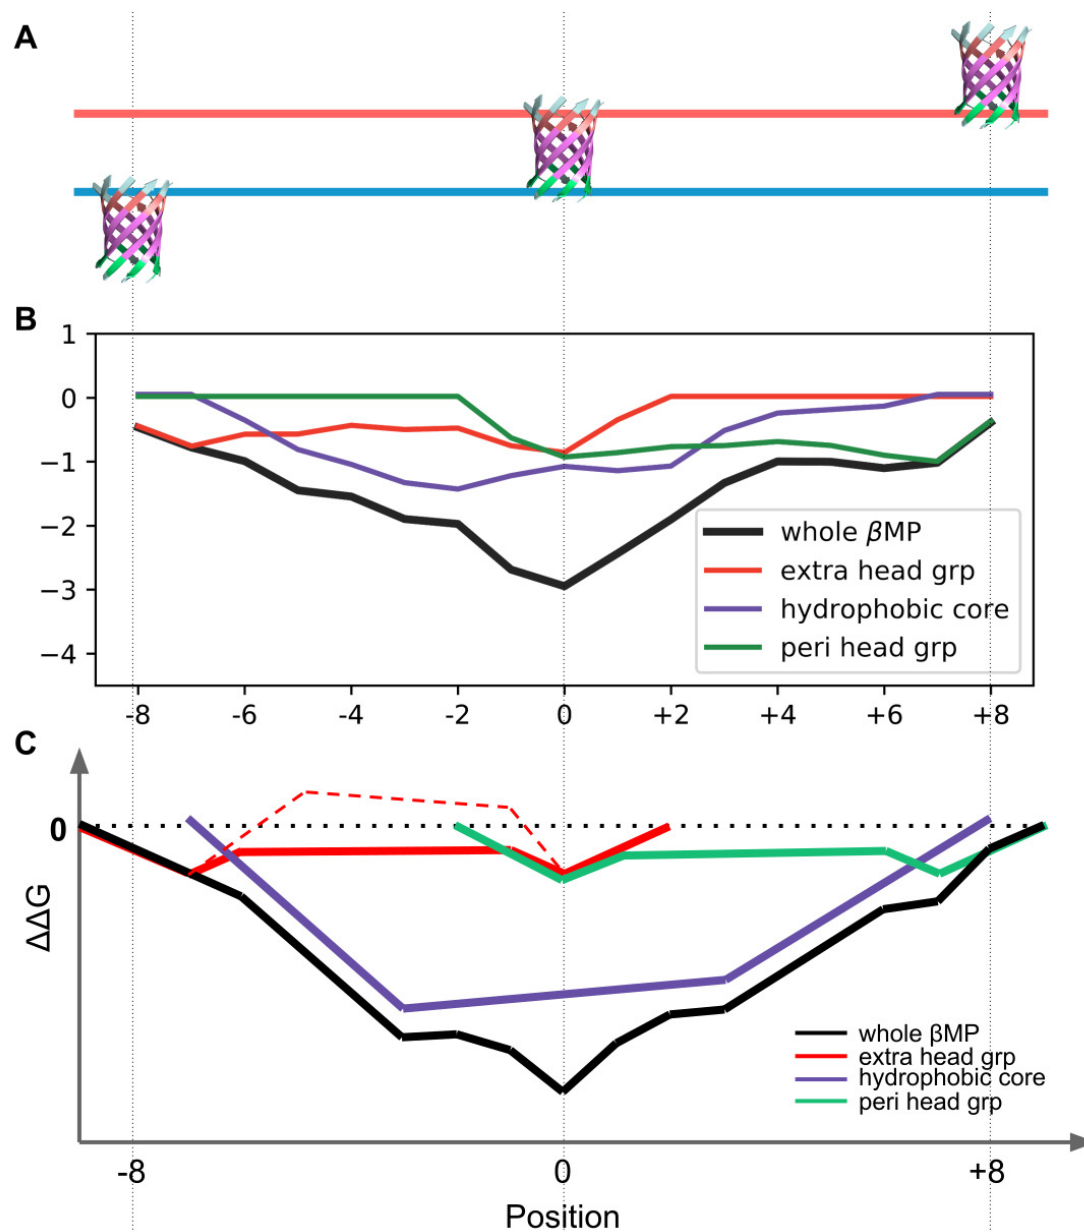 A
B
1
0
−1
−2
−3
−4
whole βMP
extra head grp
hydrophobic core
peri head grp
-8
-6
-4
-2
0
+2
+4
+6
+8
C
0
ΔΔG
whole βMP
extra head grp
hydrophobic core
peri head grp
-8
0
+8
Position